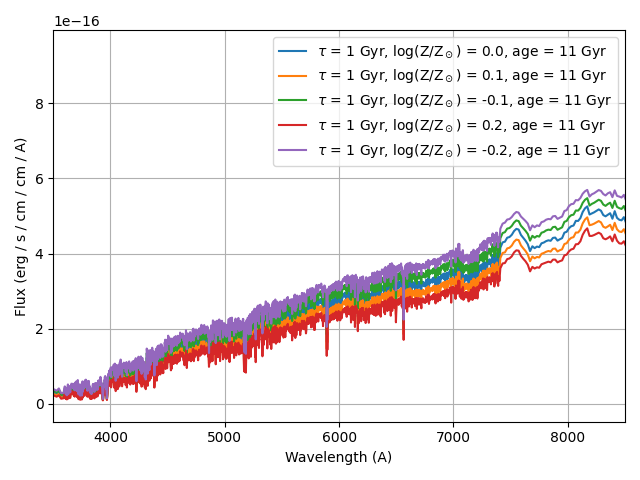 1e−16
τ = 1 Gyr, log(Z/Z⊙) = 0.0, age = 11 Gyr
τ = 1 Gyr, log(Z/Z⊙) = 0.1, age = 11 Gyr
τ = 1 Gyr, log(Z/Z⊙) = -0.1, age = 11 Gyr
τ = 1 Gyr, log(Z/Z⊙) = 0.2, age = 11 Gyr
τ = 1 Gyr, log(Z/Z⊙) = -0.2, age = 11 Gyr
Flux (erg / s / cm / cm / A)
8
6
4
2
0
4000 5000 6000 7000 8000
Wavelength (A)